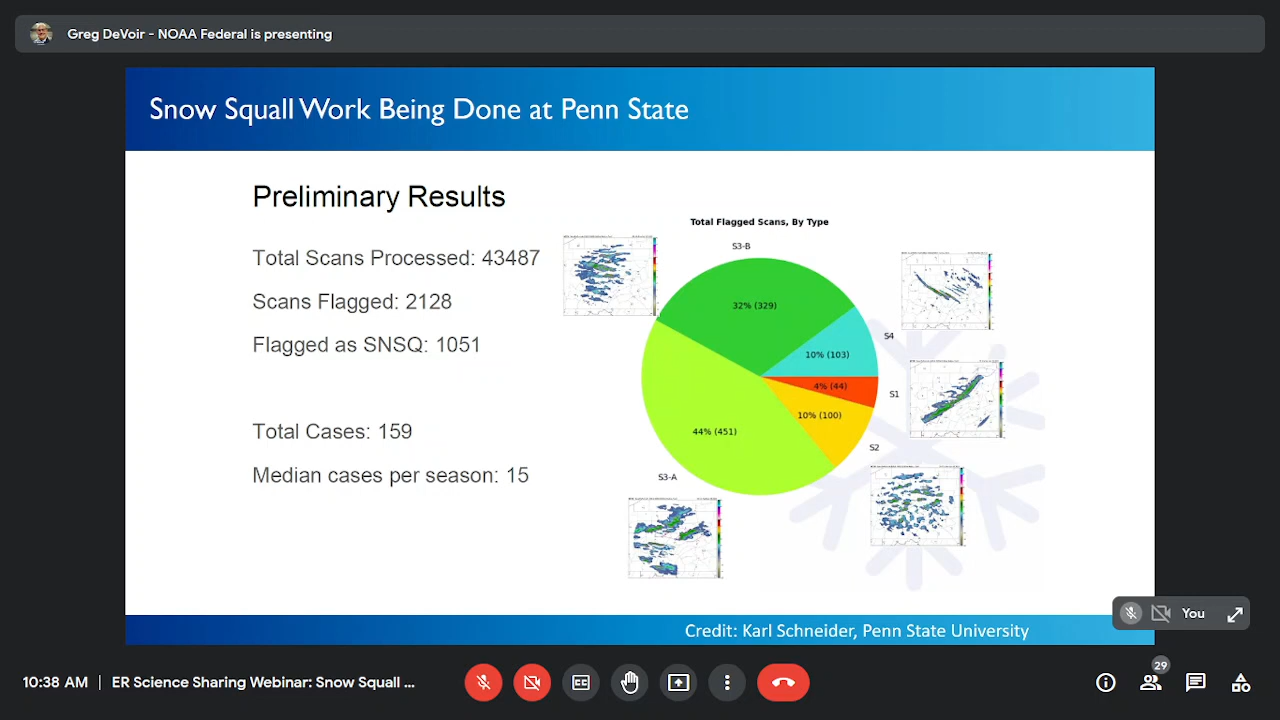 Greg DeVoir - NOAA Federal is presenting
Snow Squall Work Being Done at Penn State
Preliminary Results
Total Scans Processed: 43487
Scans Flagged: 2128
Flagged as SNSQ: 1051
Total Cases: 159
Median cases per season: 15
Total Flagged Scans, By Type
S3-B
32% (329)
S4
10% (103)
4% (44)
S1
10% (100)
44% (451)
S2
S3-A
You
Credit: Karl Schneider, Penn State University
29
10:38 AM | ER Science Sharing Webinar: Snow Squall ...
CC